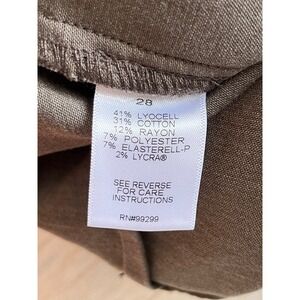 28
41% LYOCELL
31% COTTON
12% RAYON
7% POLYESTER
7% ELASTERELL-P
2% LYCRA®
SEE REVERSE
FOR CARE
INSTRUCTIONS
RN#99299